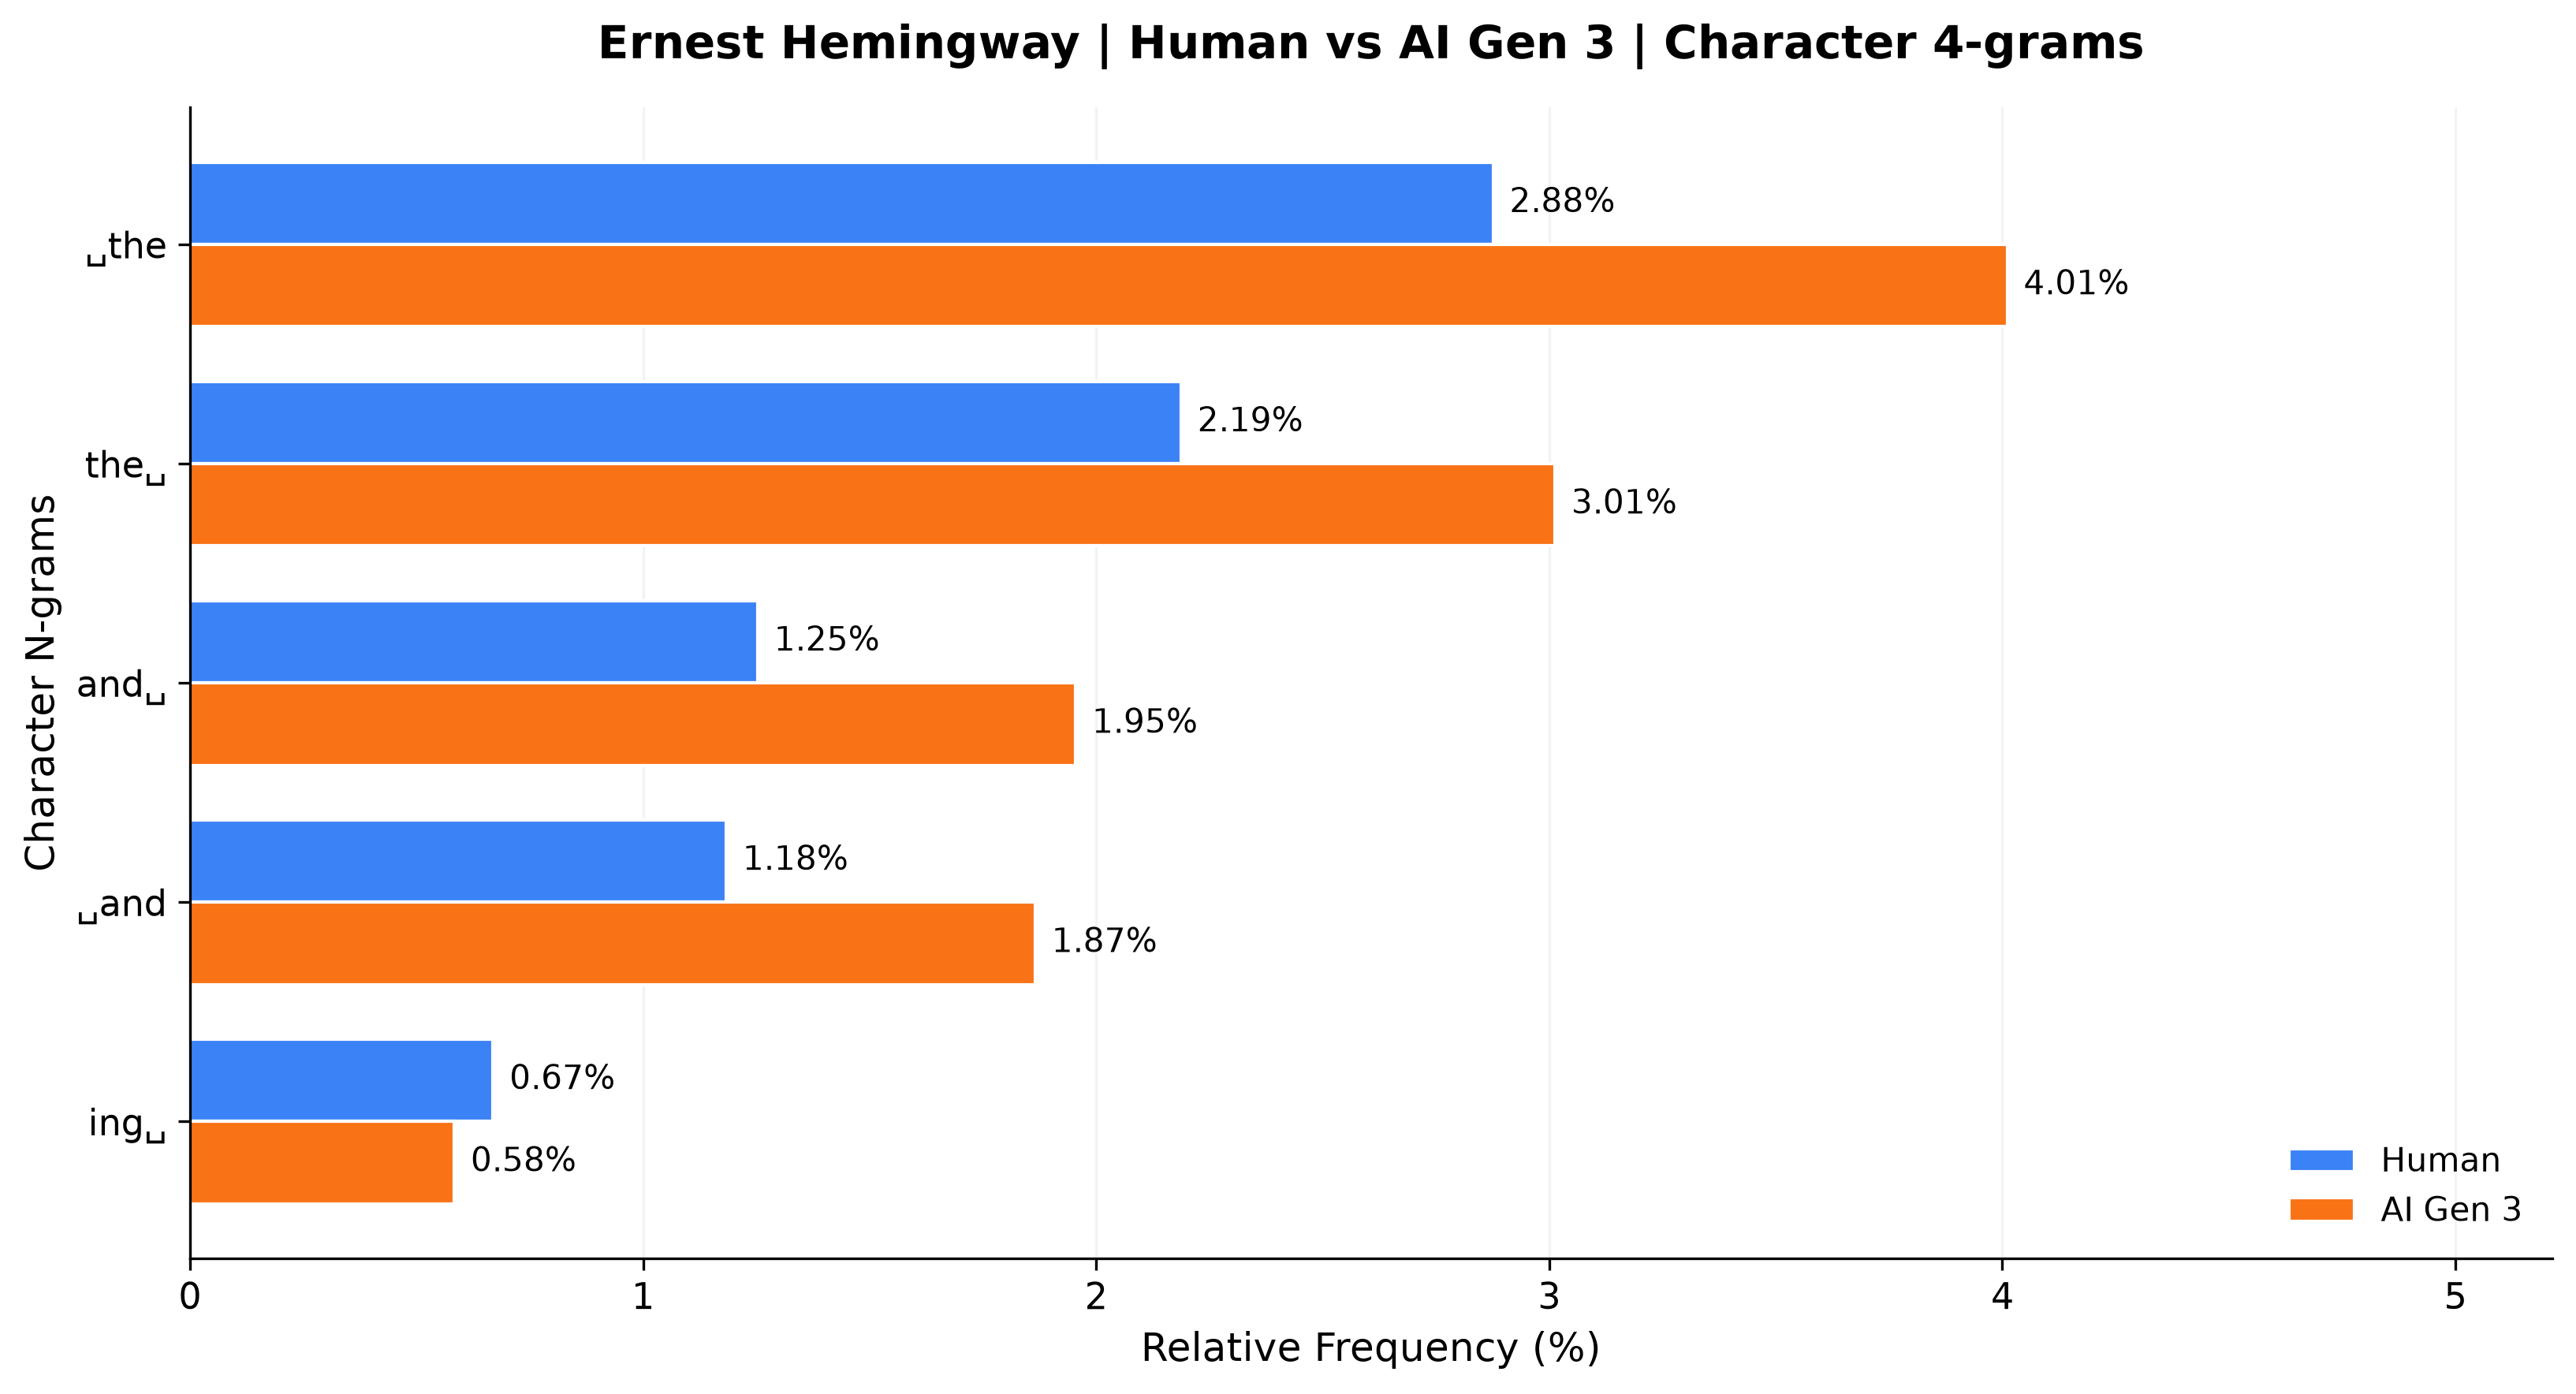 Ernest Hemingway | Human vs AI Gen 3 | Character 4-grams
Character N-grams
␣the
2.88%
4.01%
the␣
2.19%
3.01%
and␣
1.25%
1.95%
␣and
1.18%
1.87%
ing␣
0.67%
0.58%
Human
AI Gen 3
0 1 2 3 4 5
Relative Frequency (%)